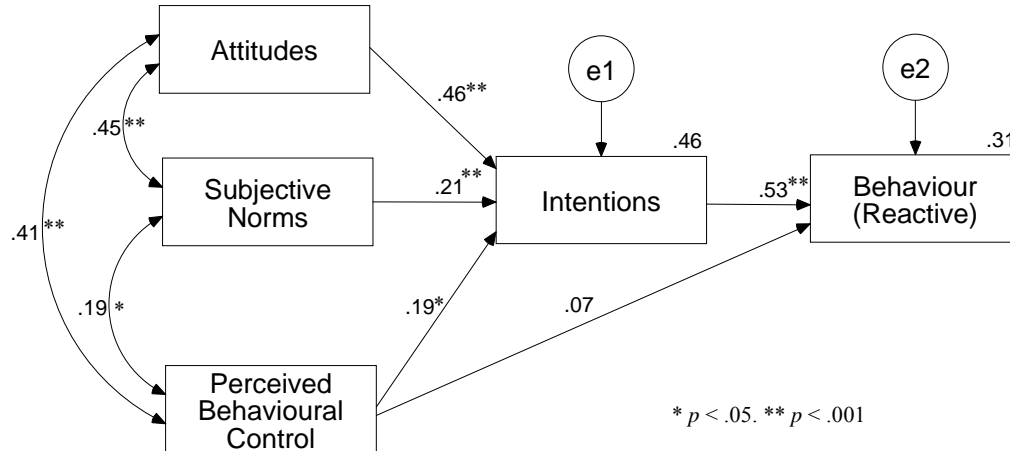 Attitudes
e1
e2
.46**
.45**
.46
.31
Subjective
Norms
.21**
Intentions
.53**
Behaviour
(Reactive)
.41**
.19*
.19*
.07
Perceived
Behavioural
Control
* p < .05. ** p < .001